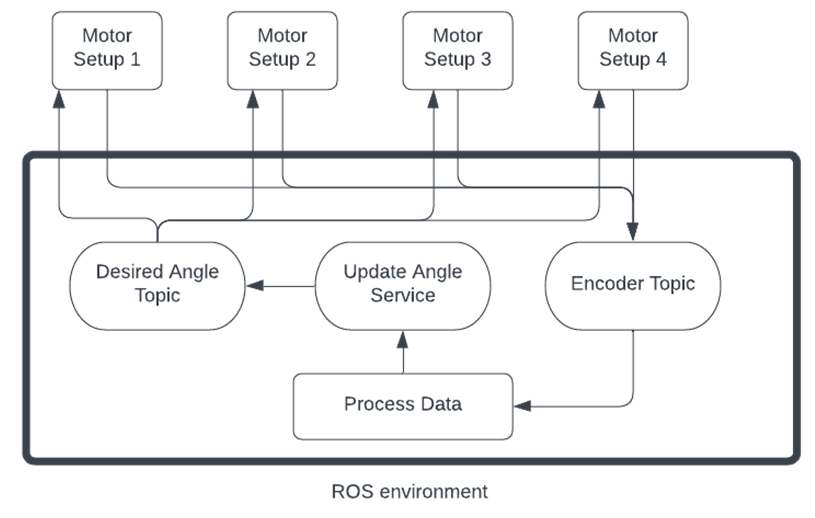 Motor
Setup 1
Motor
Setup 2
Motor
Setup 3
Motor
Setup 4
Desired Angle
Topic
Update Angle
Service
Encoder Topic
Process Data
ROS environment